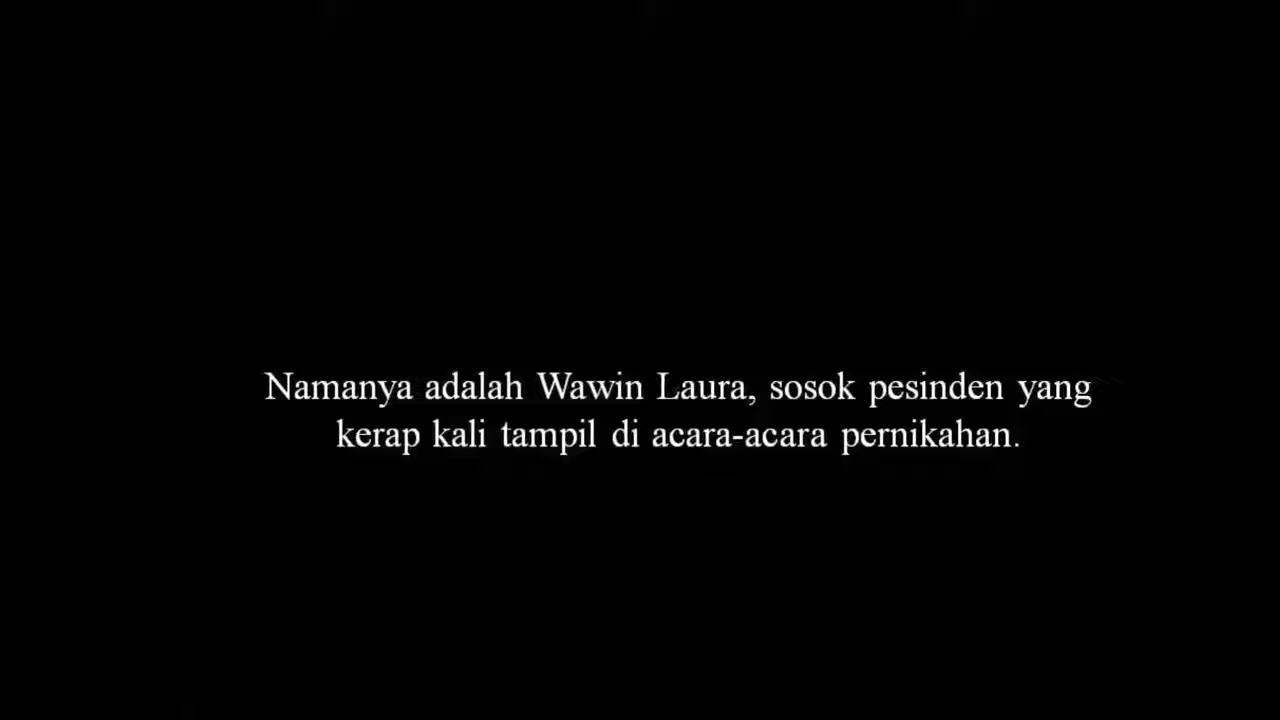 Namanya adalah Wawin Laura, sosok pesinden yang
kerap kali tampil di acara-acara pernikahan.